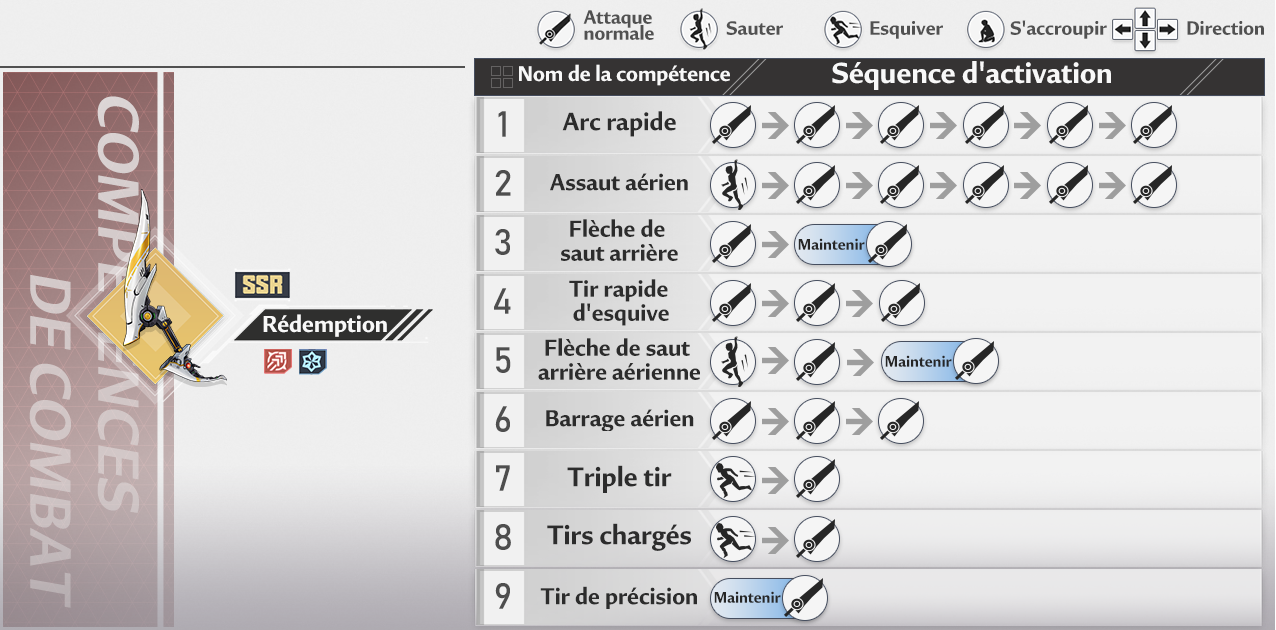 Attaque
normale
Sauter
Esquiver
S'accroupir
Direction
Nom de la compétence
Séquence d'activation
COMPETENCES
DE COMBAT
SSR
Rédemption
1 Arc rapide
2 Assaut aérien
3 Flèche de
saut arrière
Maintenir
4 Tir rapide
d'esquive
5 Flèche de saut
arrière aérienne
Maintenir
6 Barrage aérien
7 Triple tir
8 Tirs chargés
9 Tir de précision
Maintenir